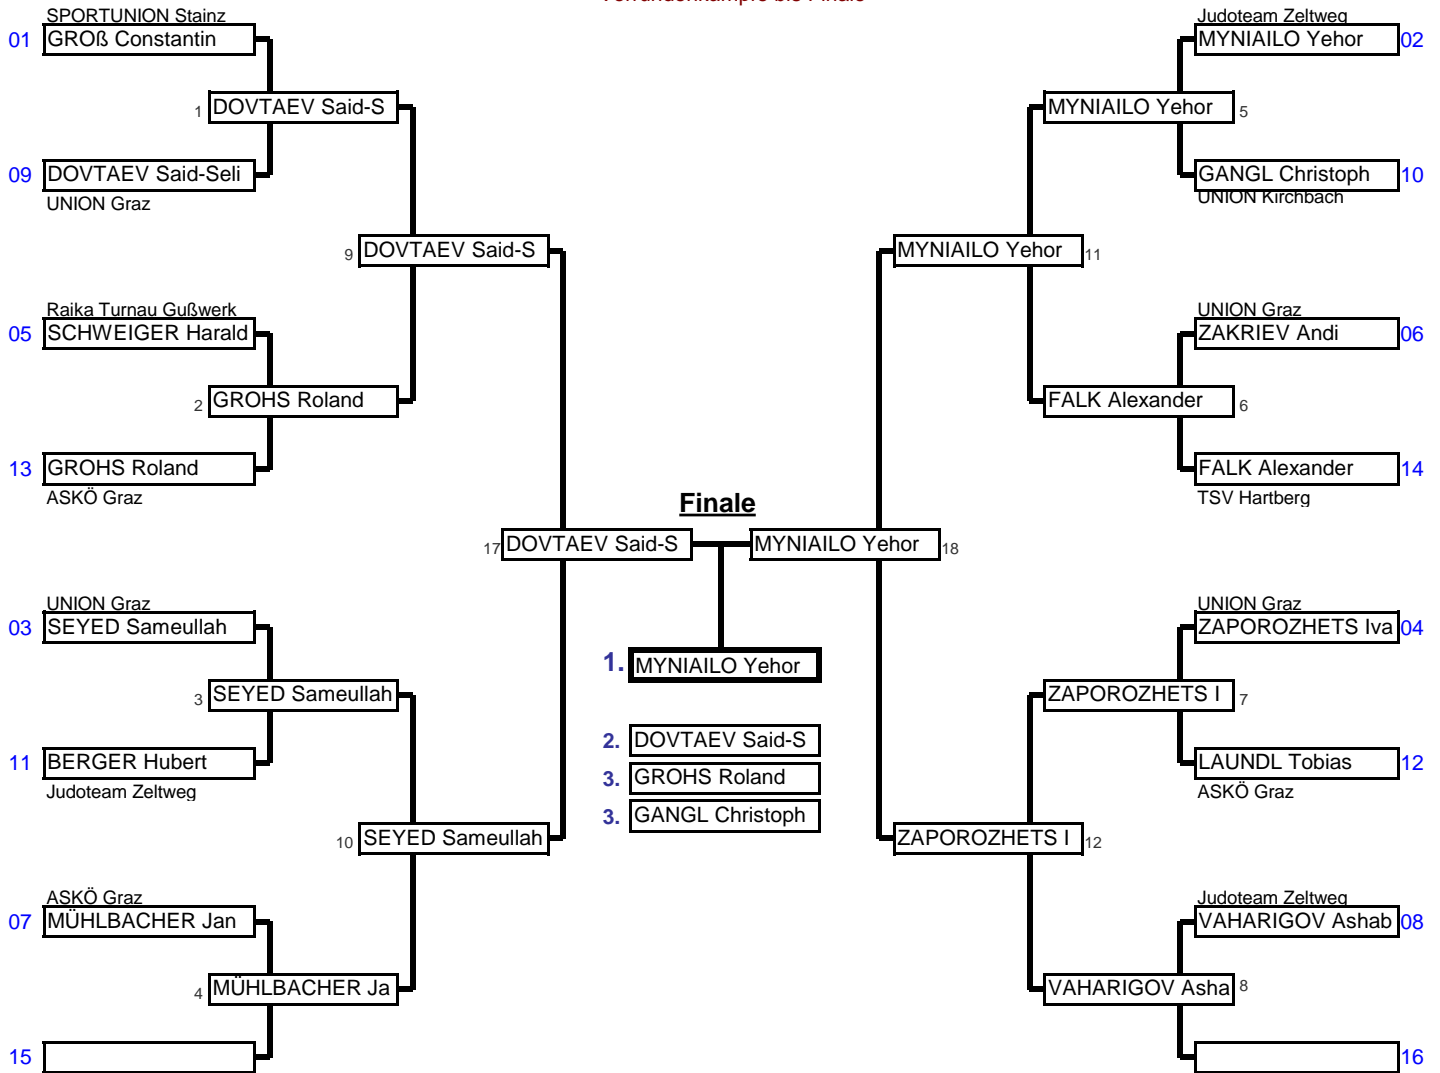 Vorrundenkämpfe bis Finale
SPORTUNION Stainz
01 GROß Constantin
1 DOVTAEV Said-S
09 DOVTAEV Said-Seli
UNION Graz
9 DOVTAEV Said-S
Raika Turnau Gußwerk
05 SCHWEIGER Harald
2 GROHS Roland
13 GROHS Roland
ASKÖ Graz
17 DOVTAEV Said-S
UNION Graz
03 SEYED Sameullah
3 SEYED Sameullah
11 BERGER Hubert
Judoteam Zeltweg
10 SEYED Sameullah
ASKÖ Graz
07 MÜHLBACHER Jan
4 MÜHLBACHER Ja
15
Finale
1. MYNIAILO Yehor
2. DOVTAEV Said-S
3. GROHS Roland
3. GANGL Christoph
Judoteam Zeltweg
MYNIAILO Yehor 02
MYNIAILO Yehor 5
GANGL Christoph 10
UNION Kirchbach
MYNIAILO Yehor 11
UNION Graz
ZAKRIEV Andi 06
FALK Alexander 6
FALK Alexander 14
TSV Hartberg
MYNIAILO Yehor 18
UNION Graz
ZAPOROZHETS Iva 04
ZAPOROZHETS I 7
LAUNDL Tobias 12
ASKÖ Graz
ZAPOROZHETS I 12
Judoteam Zeltweg
VAHARIGOV Ashab 08
VAHARIGOV Asha 8
16